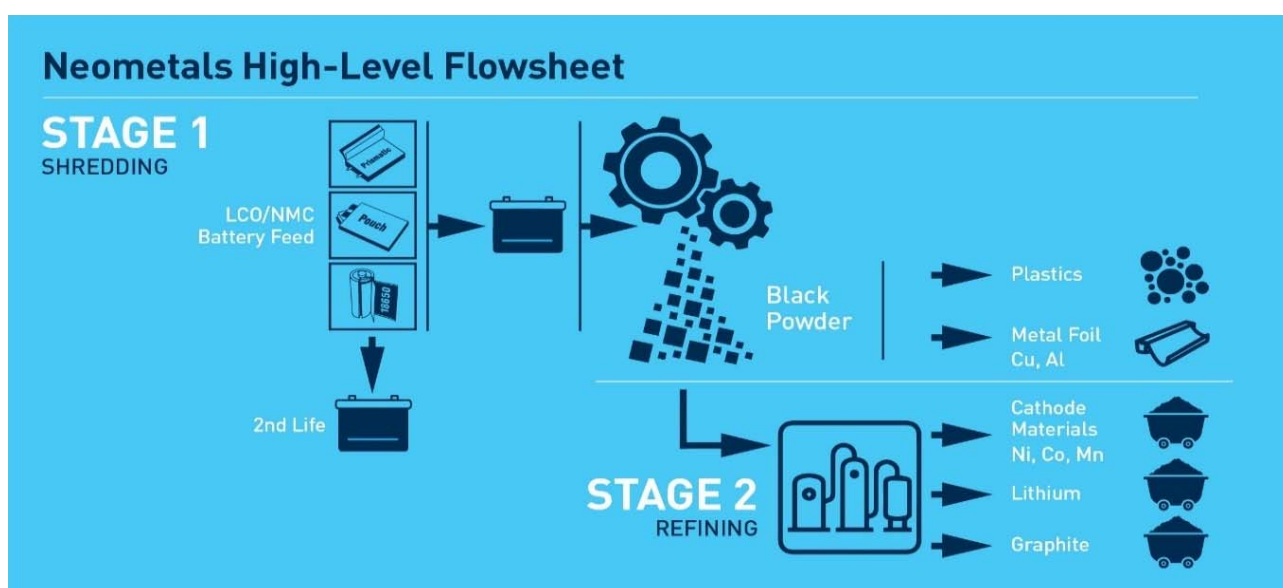 Neometals High-Level Flowsheet
STAGE 1
SHREDDING
LCO/NMC
Battery Feed
Prismatic
Pouch
18650
2nd Life
Black
Powder
Plastics
Metal Foil
Cu, Al
STAGE 2
REFINING
Cathode
Materials
Ni, Co, Mn
Lithium
Graphite